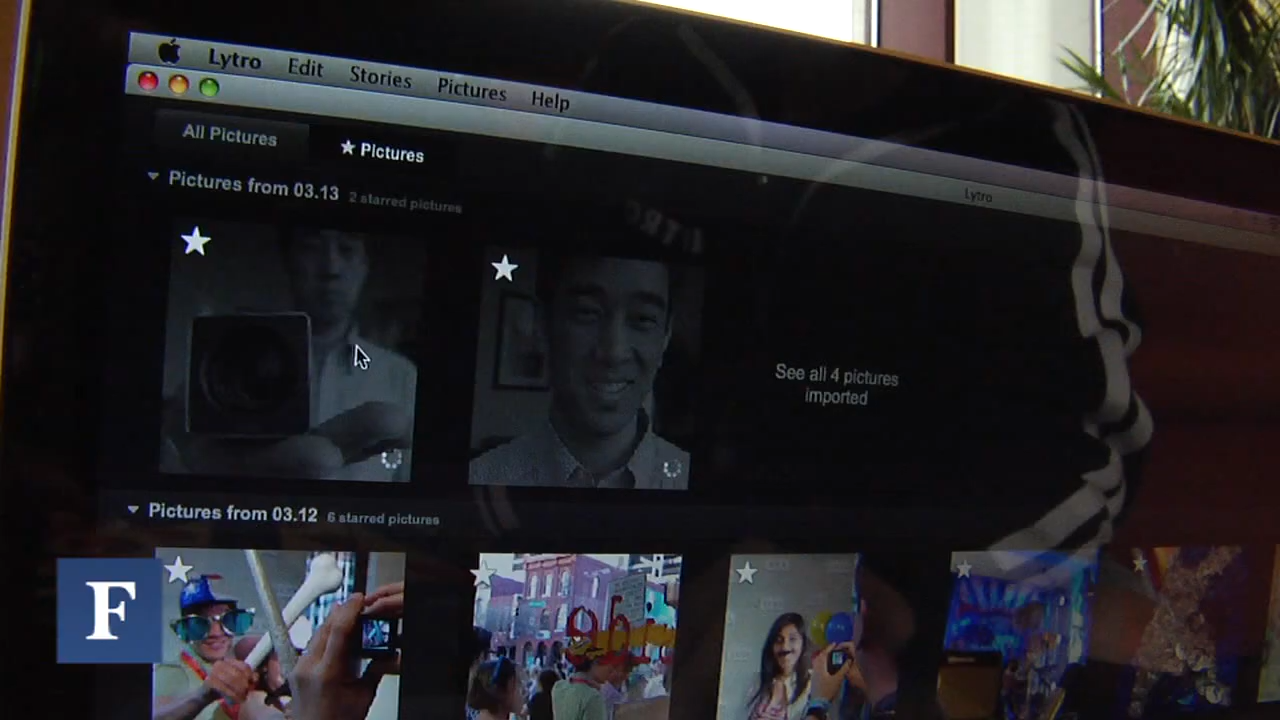 Lytro Edit Stories Pictures Help
Lytro
All Pictures
★ Pictures
Pictures from 03.13 2 starred pictures
See all 4 pictures
imported
Pictures from 03.12 6 starred pictures
F